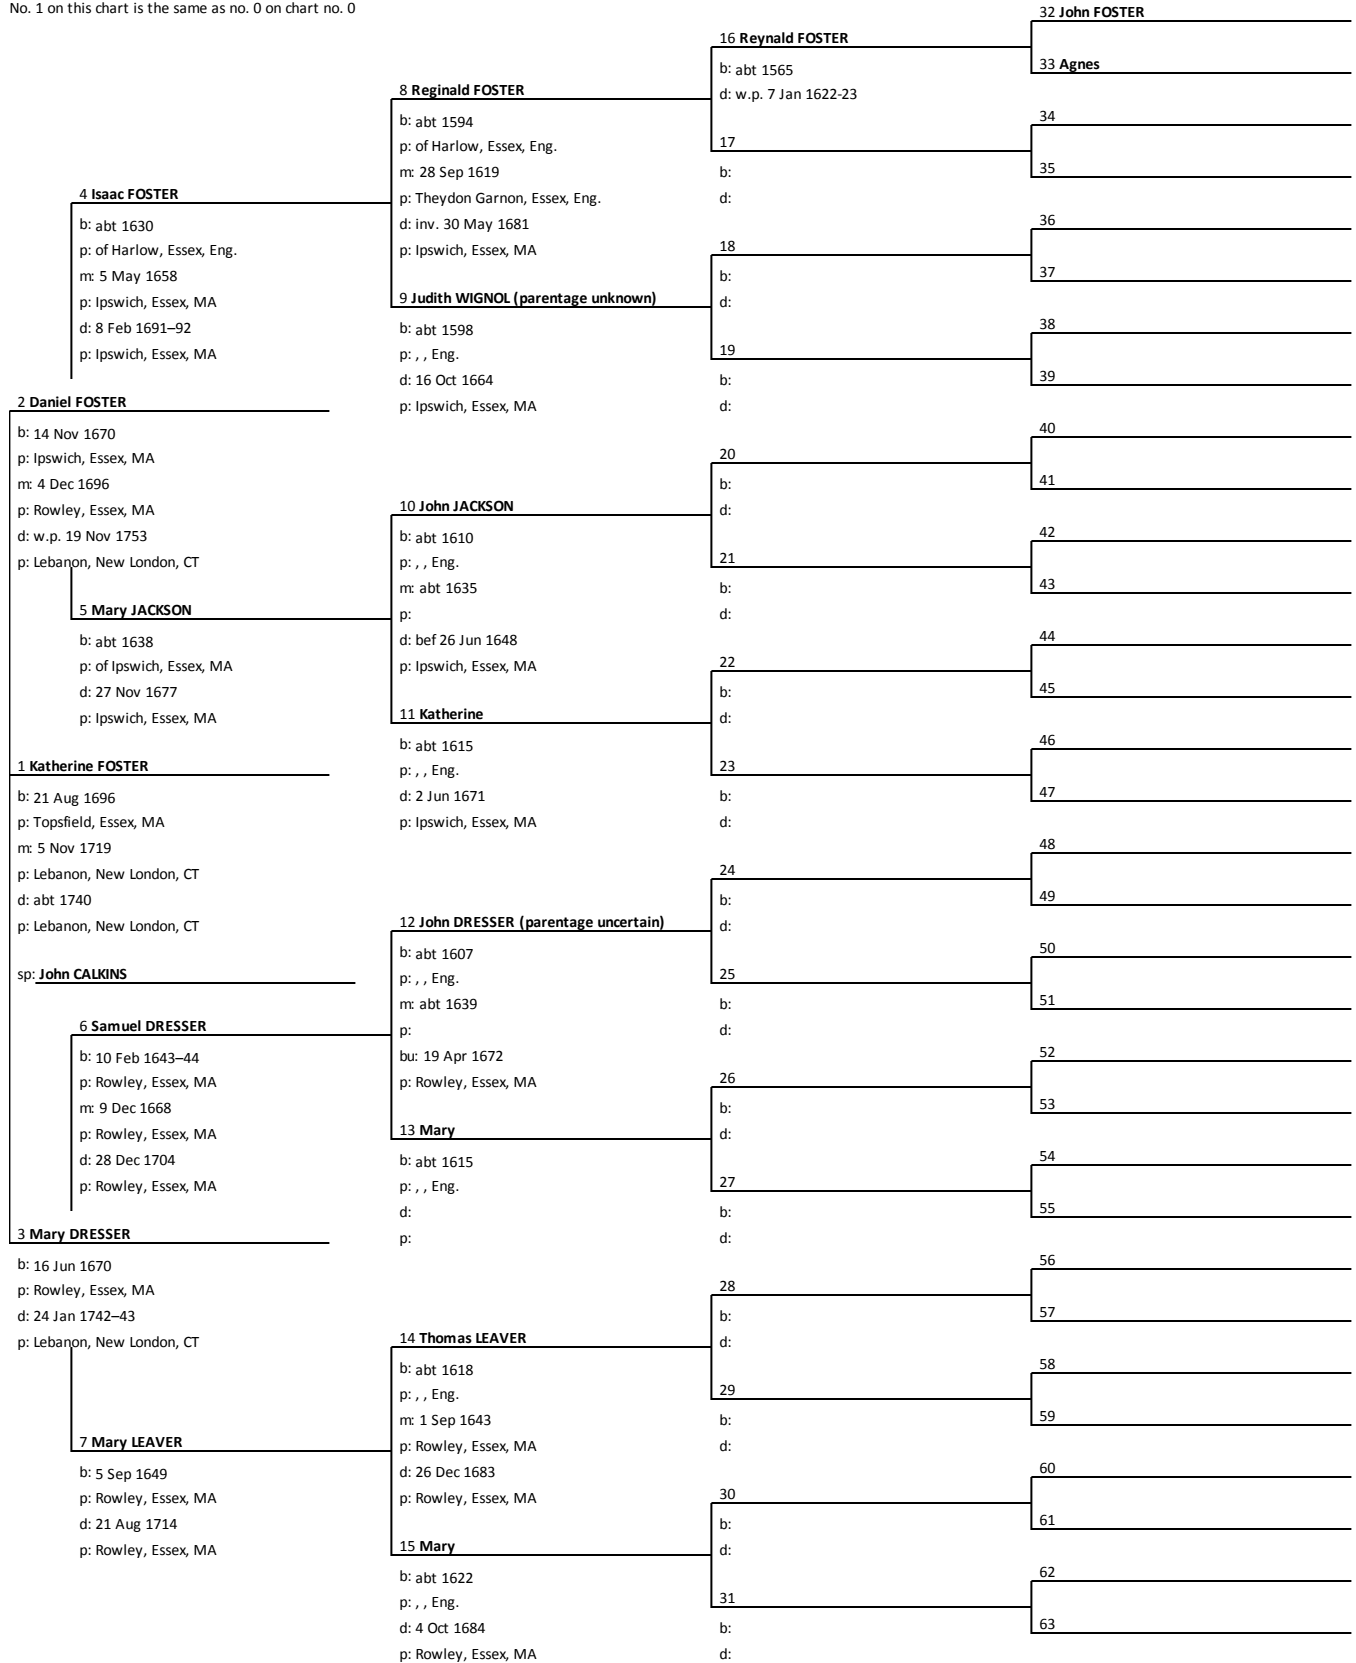 No. 1 on this chart is the same as no. 0 on chart no. 0
2 Daniel FOSTER
b: 14 Nov 1670
p: Ipswich, Essex, MA
m: 4 Dec 1696
p: Rowley, Essex, MA
d: w.p. 19 Nov 1753
p: Lebanon, New London, CT
1 Katherine FOSTER
b: 21 Aug 1696
p: Topsfield, Essex, MA
m: 5 Nov 1719
p: Lebanon, New London, CT
d: abt 1740
p: Lebanon, New London, CT
sp: John CALKINS
3 Mary DRESSER
b: 16 Jun 1670
p: Rowley, Essex, MA
d: 24 Jan 1742–43
p: Lebanon, New London, CT
4 Isaac FOSTER
b: abt 1630
p: of Harlow, Essex, Eng.
m: 5 May 1658
p: Ipswich, Essex, MA
d: 8 Feb 1691–92
p: Ipswich, Essex, MA
5 Mary JACKSON
b: abt 1638
p: of Ipswich, Essex, MA
d: 27 Nov 1677
p: Ipswich, Essex, MA
6 Samuel DRESSER
b: 10 Feb 1643–44
p: Rowley, Essex, MA
m: 9 Dec 1668
p: Rowley, Essex, MA
d: 28 Dec 1704
p: Rowley, Essex, MA
7 Mary LEAVER
b: 5 Sep 1649
p: Rowley, Essex, MA
d: 21 Aug 1714
p: Rowley, Essex, MA
8 Reginald FOSTER
b: abt 1594
p: of Harlow, Essex, Eng.
m: 28 Sep 1619
p: Theydon Garnon, Essex, Eng.
d: inv. 30 May 1681
p: Ipswich, Essex, MA
9 Judith WIGNOL (parentage unknown)
b: abt 1598
p: , , Eng.
d: 16 Oct 1664
p: Ipswich, Essex, MA
10 John JACKSON
b: abt 1610
p: , , Eng.
m: abt 1635
p:
d: bef 26 Jun 1648
p: Ipswich, Essex, MA
11 Katherine
b: abt 1615
p: , , Eng.
d: 2 Jun 1671
p: Ipswich, Essex, MA
12 John DRESSER (parentage uncertain)
b: abt 1607
p: , , Eng.
m: abt 1639
p:
bu: 19 Apr 1672
p: Rowley, Essex, MA
13 Mary
b: abt 1615
p: , , Eng.
d:
p:
14 Thomas LEAVER
b: abt 1618
p: , , Eng.
m: 1 Sep 1643
p: Rowley, Essex, MA
d: 26 Dec 1683
p: Rowley, Essex, MA
15 Mary
b: abt 1622
p: , , Eng.
d: 4 Oct 1684
p: Rowley, Essex, MA
16 Reynald FOSTER
b: abt 1565
d: w.p. 7 Jan 1622-23
17
b:
d:
18
b:
d:
19
b:
d:
20
b:
d:
21
b:
d:
22
b:
d:
23
b:
d:
24
b:
d:
25
b:
d:
26
b:
d:
27
b:
d:
28
b:
d:
29
b:
d:
30
b:
d:
31
b:
d:
32 John FOSTER
33 Agnes
34
35
36
37
38
39
40
41
42
43
44
45
46
47
48
49
50
51
52
53
54
55
56
57
58
59
60
61
62
63